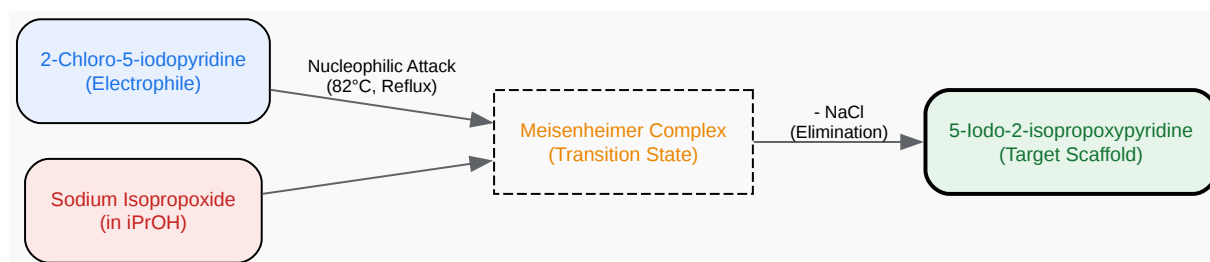 2-Chloro-5-iodopyridine
(Electrophile)
Nucleophilic Attack
(82°C, Reflux)
Sodium Isopropoxide
(in iPrOH)
Meisenheimer Complex
(Transition State)
- NaCl
(Elimination)
5-Iodo-2-isopropoxypyridine
(Target Scaffold)